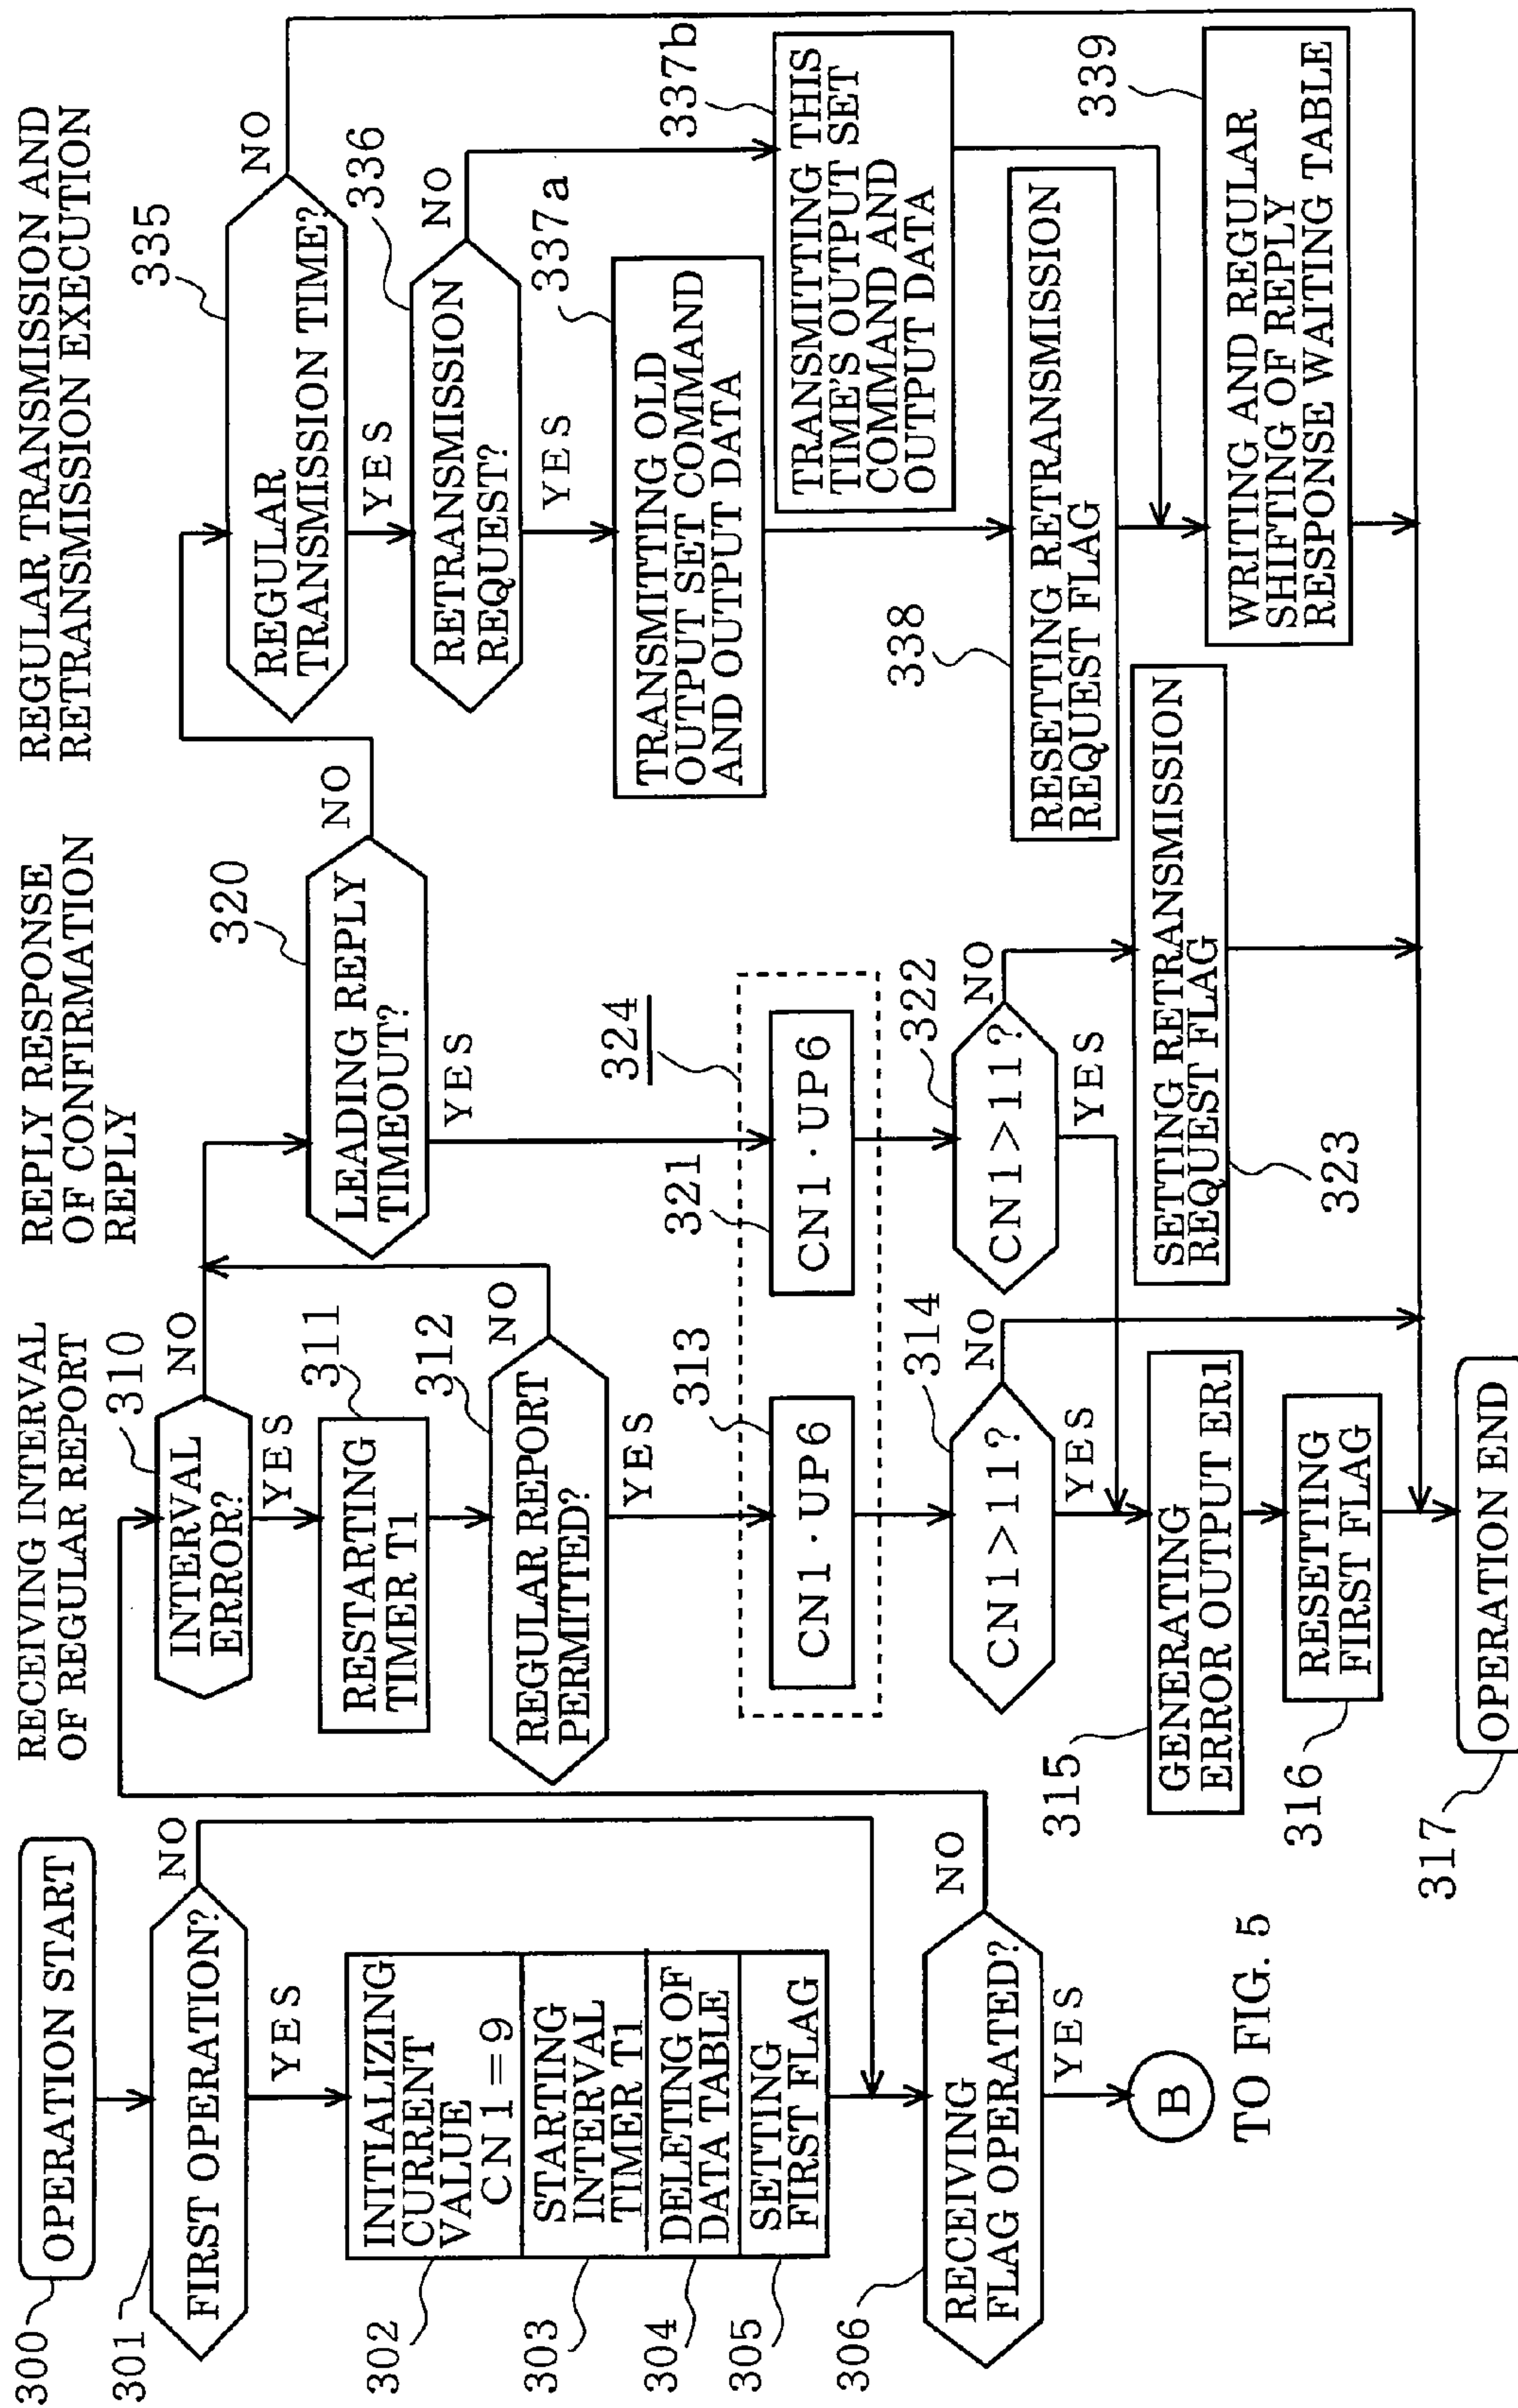 300
OPERATION START
301
FIRST OPERATION?
NO
YES
302
INITIALIZING
CURRENT
VALUE
CN1=9
303
STARTING
INTERVAL
TIMER T1
304
DELETING OF
DATA TABLE
305
SETTING
FIRST FLAG
306
RECEIVING
FLAG OPERATED?
NO
YES
B
TO FIG. 5
RECEIVING INTERVAL
OF REGULAR REPORT
310
INTERVAL
ERROR?
NO
YES
311
RESTARTING
TIMER T1
312
REGULAR REPORT
PERMITTED?
NO
YES
313
CN1·UP6
314
CN1>11?
NO
YES
315
GENERATING
ERROR OUTPUT ER1
316
RESETTING
FIRST FLAG
317
OPERATION END
REPLY RESPONSE
OF CONFIRMATION
REPLY
320
LEADING REPLY
TIMEOUT?
NO
YES
324
321
CN1·UP6
322
CN1>11?
NO
YES
SETTING RETRANSMISSION
REQUEST FLAG
323
REGULAR TRANSMISSION AND
RETRANSMISSION EXECUTION
335
REGULAR
TRANSMISSION TIME?
NO
YES
336
RETRANSMISSION
REQUEST?
NO
YES
337a
TRANSMITTING OLD
OUTPUT SET COMMAND
AND OUTPUT DATA
337b
TRANSMITTING THIS
TIME'S OUTPUT SET
COMMAND AND
OUTPUT DATA
338
RESETTING RETRANSMISSION
REQUEST FLAG
339
WRITING AND REGULAR
SHIFTING OF REPLY
RESPONSE WAITING TABLE